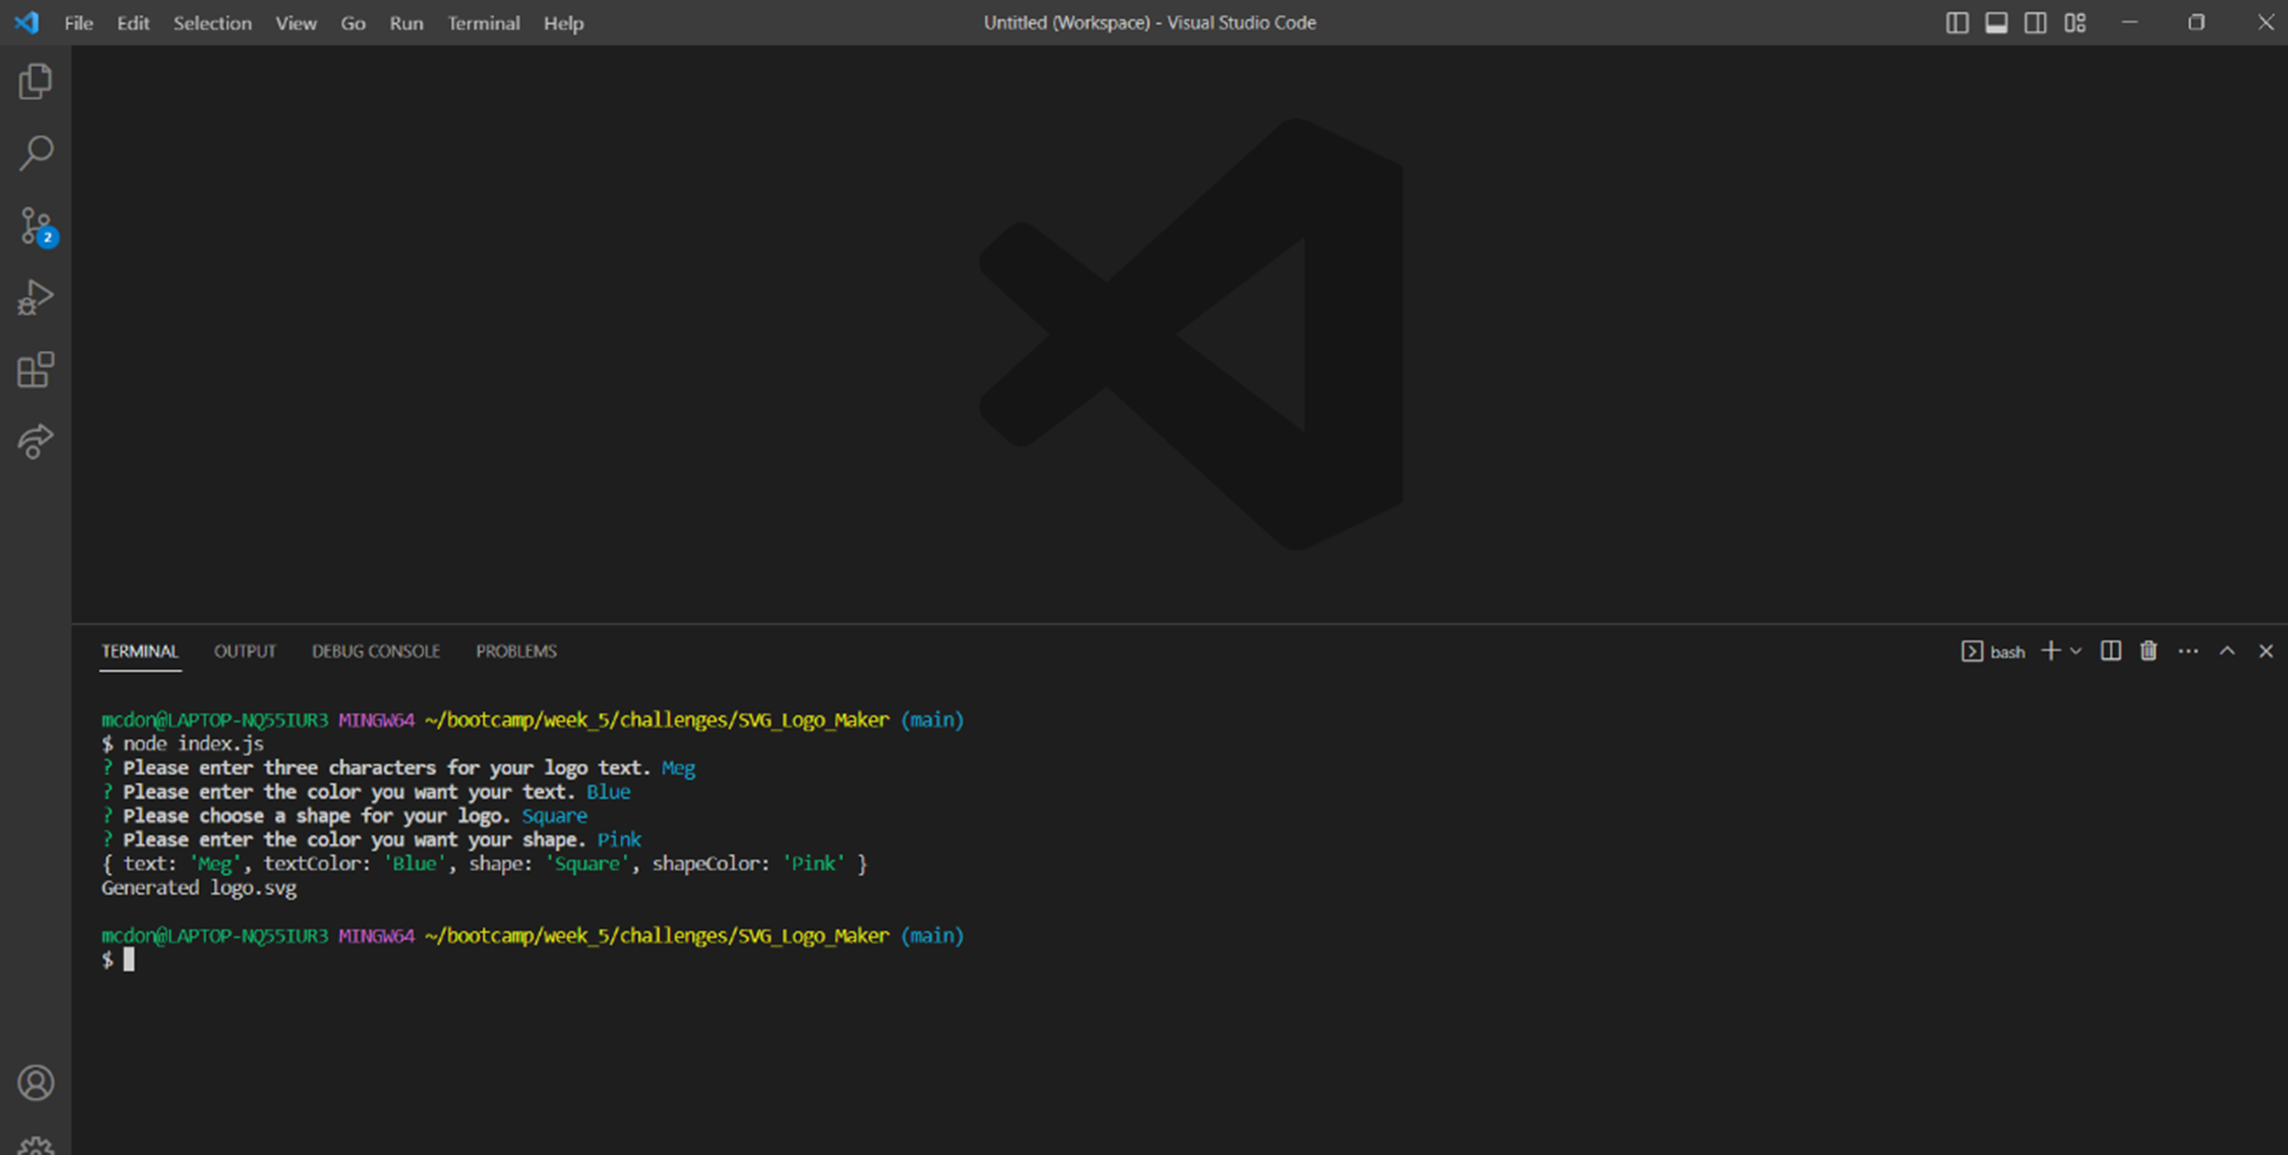 File Edit Selection View Go Run Terminal Help Untitled (Workspace) - Visual Studio Code
2
TERMINAL OUTPUT DEBUG CONSOLE PROBLEMS bash
mcdon@LAPTOP-NQ55IUR3 MINGW64 ~/bootcamp/week_5/challenges/SVG_Logo_Maker (main)
$ node index.js
? Please enter three characters for your logo text. Meg
? Please enter the color you want your text. Blue
? Please choose a shape for your logo. Square
? Please enter the color you want your shape. Pink
{ text: 'Meg', textColor: 'Blue', shape: 'Square', shapeColor: 'Pink' }
Generated logo.svg
mcdon@LAPTOP-NQ55IUR3 MINGW64 ~/bootcamp/week_5/challenges/SVG_Logo_Maker (main)
$